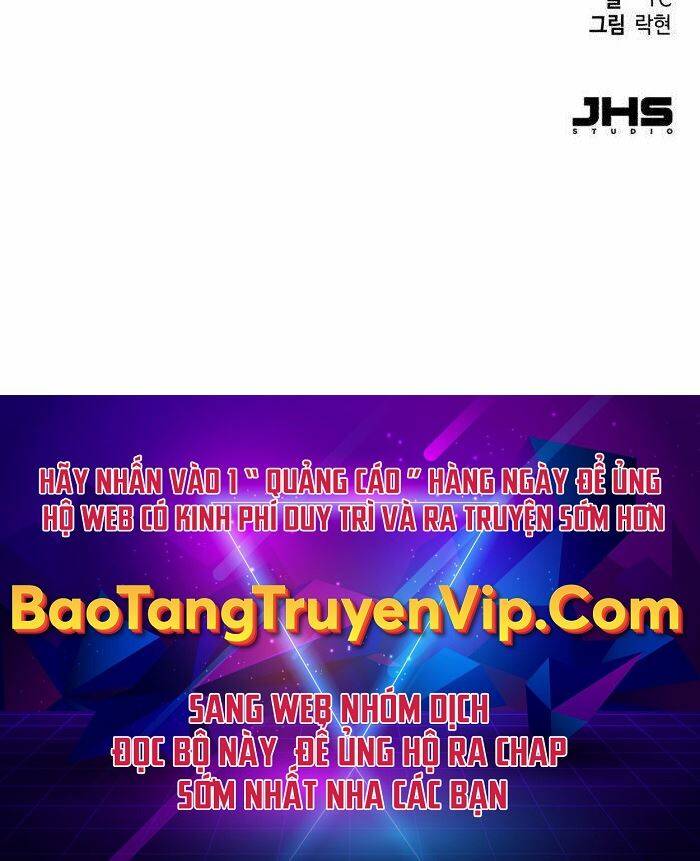 글 YC
그림 락현
JHS
STUDIO
HÃY NHẤN VÀO 1 “ QUẢNG CÁO ” HÀNG NGÀY ĐỂ ỦNG
HỘ WEB CÓ KINH PHÍ DUY TRÌ VÀ RA TRUYỆN SỚM HƠN
BaoTangTruyenVip.Com
SANG WEB NHÓM DỊCH
ĐỌC BỘ NÀY ĐỂ ỦNG HỘ RA CHAP
SỚM NHẤT NHA CÁC BẠN